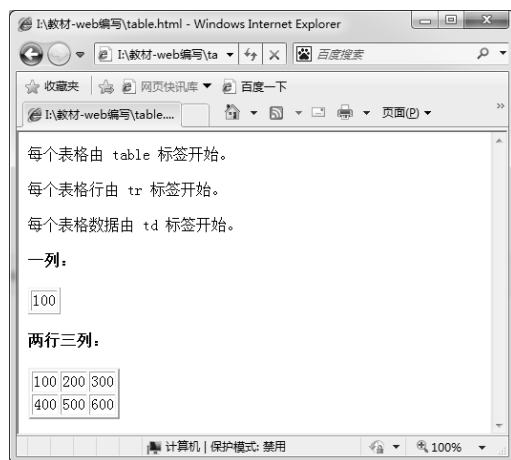 I:\教材-web编写\table.html - Windows Internet Explorer
I:\教材-web编写\ta 百度搜索
收藏夹 网页快讯库 百度一下
I:\教材-web编写\table.... 页面(P)
每个表格由 table 标签开始。
每个表格行由 tr 标签开始。
每个表格数据由 td 标签开始。
一列：
100
两行三列：
100 200 300
400 500 600
计算机 | 保护模式: 禁用 100%